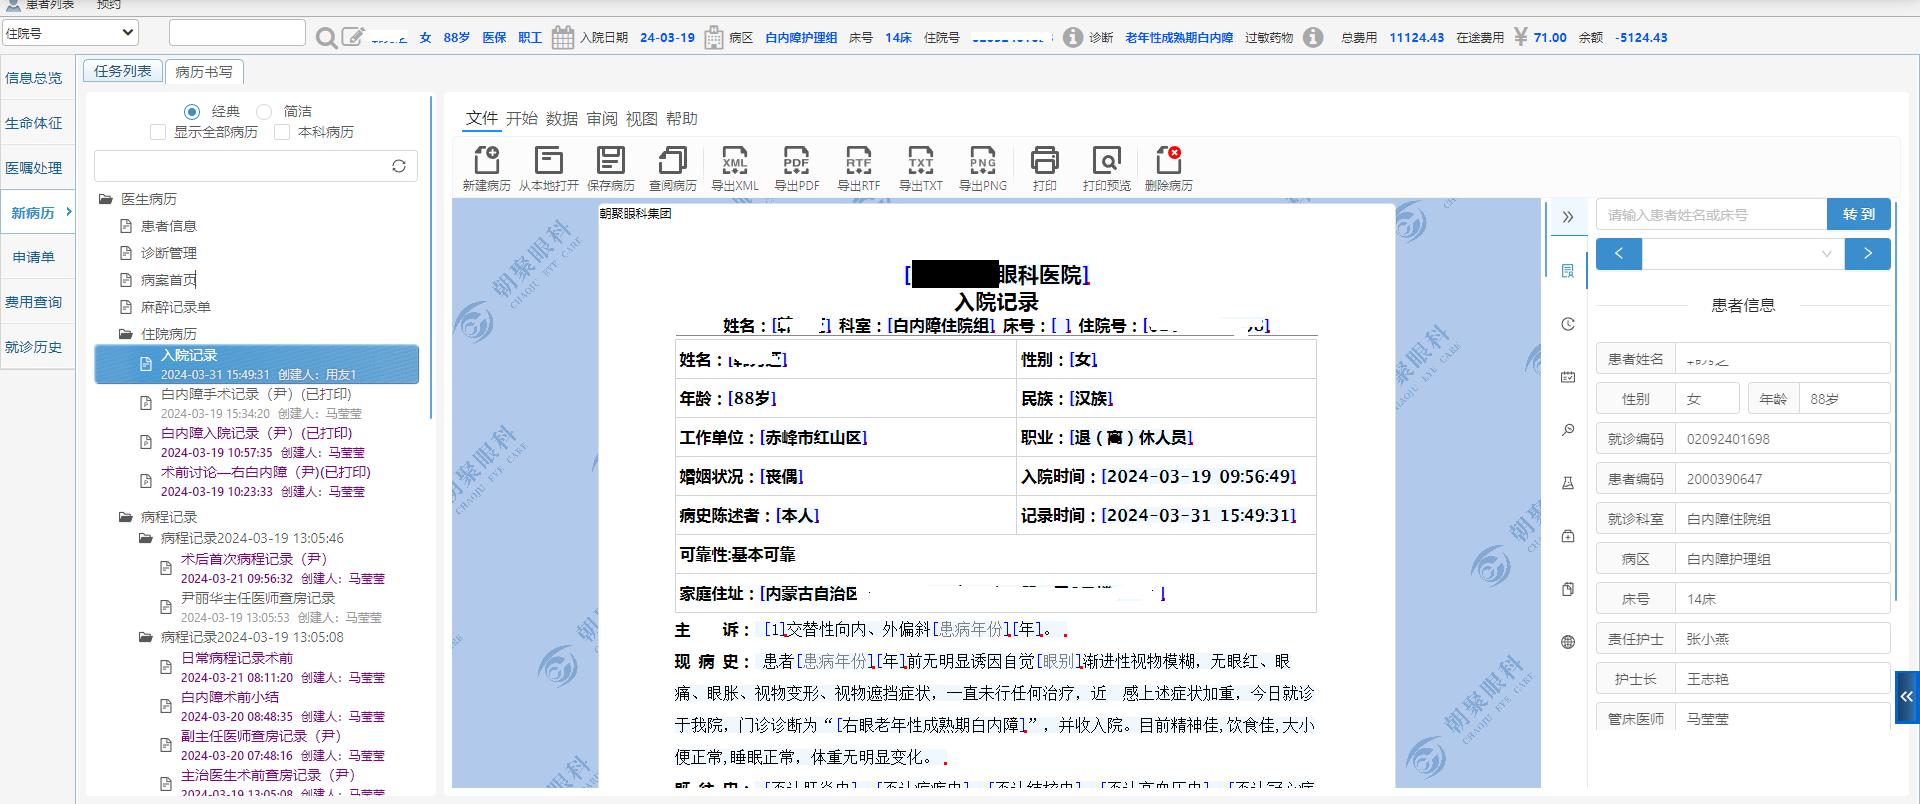 患者列表 预约
住院号 女 88岁 医保 职工 入院日期 24-03-19 病区 白内障护理组 床号 14床 住院号 诊断 老年性成熟期白内障 过敏药物 总费用 11124.43 在途费用 71.00 余额 -5124.43
信息总览
生命体征
医嘱处理
新病历
申请单
费用查询
就诊历史
任务列表 病历书写
经典 简洁
显示全部病历 本科病历
医生病历
患者信息
诊断管理
病案首页
麻醉记录单
住院病历
入院记录
2024-03-31 15:49:31 创建人：用友1
白内障手术记录（尹）(已打印)
2024-03-19 15:34:20 创建人：马莹莹
白内障入院记录（尹）(已打印)
2024-03-19 10:57:35 创建人：马莹莹
术前讨论—右白内障（尹)(已打印)
2024-03-19 10:23:33 创建人：马莹莹
病程记录
病程记录2024-03-19 13:05:46
术后首次病程记录（尹）
2024-03-21 09:56:32 创建人：马莹莹
尹丽华主任医师查房记录
2024-03-19 13:05:53 创建人：马莹莹
病程记录2024-03-19 13:05:08
日常病程记录术前
2024-03-21 08:11:20 创建人：马莹莹
白内障术前小结
2024-03-20 08:48:35 创建人：马莹莹
副主任医师查房记录（尹）
2024-03-20 07:48:16 创建人：马莹莹
主治医生术前查房记录（尹）
2024-03-19 13:05:08 创建人：马莹莹
文件 开始 数据 审阅 视图 帮助
新建病历 从本地打开 保存病历 查阅病历 导出XML 导出PDF 导出RTF 导出TXT 导出PNG 打印 打印预览 删除病历
朝聚眼科集团
眼科医院]
入院记录
姓名：[ ] 科室：[白内障住院组] 床号：[ ] 住院号：[ ]
姓名：[ ] 性别：[女]
年龄：[88岁] 民族：[汉族]
工作单位：[赤峰市红山区] 职业：[退（离）休人员]
婚姻状况：[丧偶] 入院时间：[2024-03-19 09:56:49]
病史陈述者：[本人] 记录时间：[2024-03-31 15:49:31]
可靠性:基本可靠
家庭住址：[内蒙古自治区 ]
主 诉： [1]交替性向内、外偏斜[患病年份][年]。
现 病 史： 患者[患病年份][年]前无明显诱因自觉[眼别]渐进性视物模糊，无眼红、眼
痛、眼胀、视物变形、视物遮挡症状，一直未行任何治疗，近 感上述症状加重，今日就诊
于我院，门诊诊断为“[右眼老年性成熟期白内障]”，并收入院。目前精神佳,饮食佳,大小
便正常,睡眠正常，体重无明显变化。
既 往 史： [否认肝炎史]、[否认疟疾史]、[否认结核史]、[否认高血压史]、[否认冠心病
朝聚眼科
CHAOJU EYE CARE
请输入患者姓名或床号 转 到
患者信息
患者姓名
性别 女 年龄 88岁
就诊编码 02092401698
患者编码 2000390647
就诊科室 白内障住院组
病区 白内障护理组
床号 14床
责任护士 张小燕
护士长 王志艳
管床医师 马莹莹